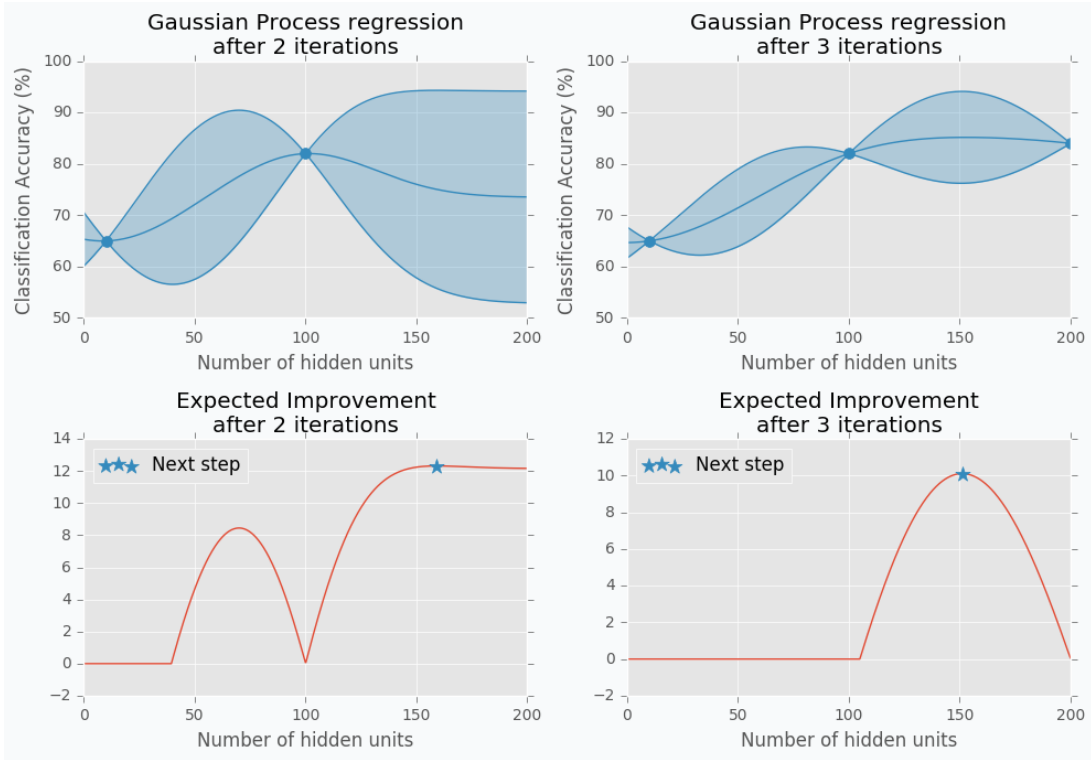 Gaussian Process regression
after 2 iterations
Classification Accuracy (%)
100
90
80
70
60
50
0 50 100 150 200
Number of hidden units
Gaussian Process regression
after 3 iterations
Classification Accuracy (%)
100
90
80
70
60
50
0 50 100 150 200
Number of hidden units
Expected Improvement
after 2 iterations
14
12
10
8
6
4
2
0
−2
Next step
0 50 100 150 200
Number of hidden units
Expected Improvement
after 3 iterations
12
10
8
6
4
2
0
−2
Next step
0 50 100 150 200
Number of hidden units